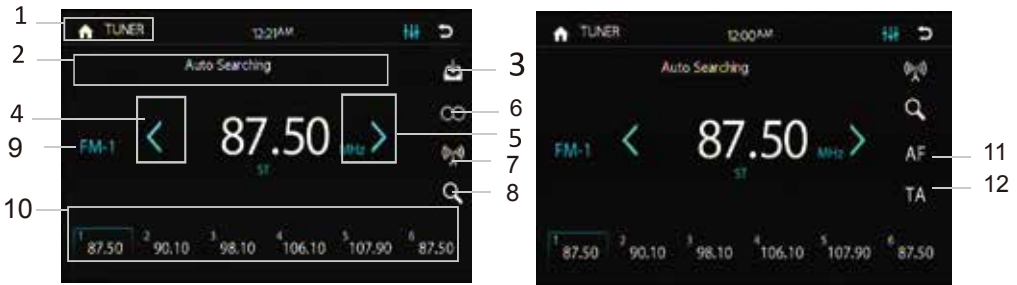 1 TUNER 12:21AM
2 Auto Searching 3
4 6
87.50 MHz 5
9 FM-1 7
ST
8
10
1 87.50 2 90.10 3 98.10 4 106.10 5 107.90 6 87.50
TUNER 12:00AM
Auto Searching
87.50 MHz
FM-1 AF 11
ST
TA 12
1 87.50 2 90.10 3 98.10 4 106.10 5 107.90 6 87.50